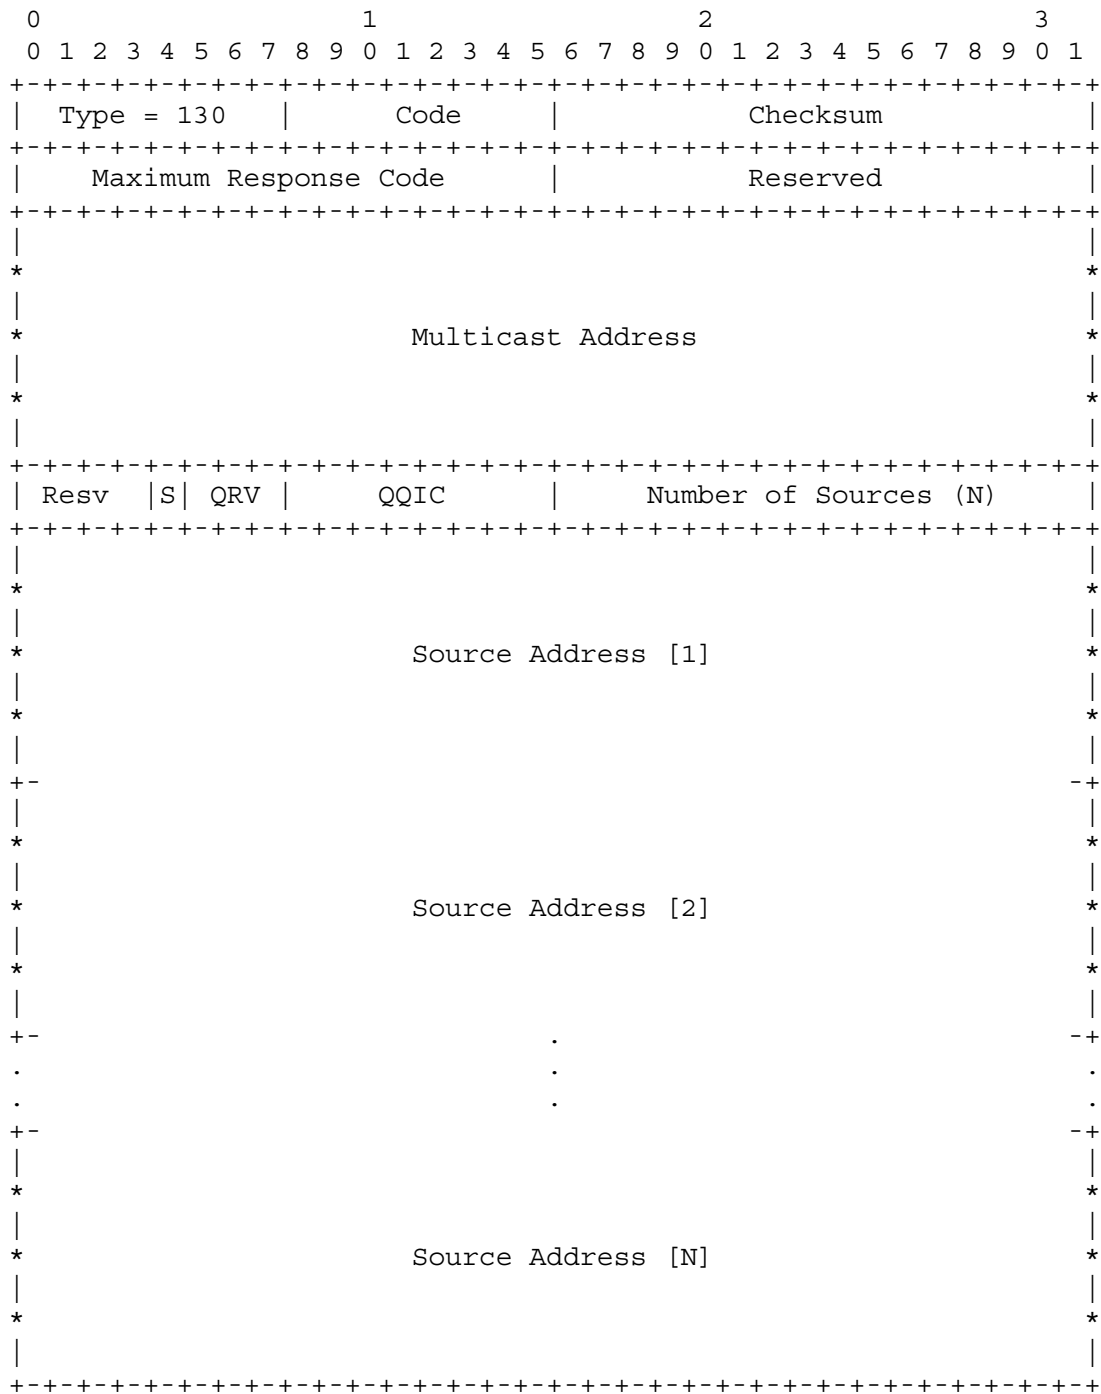 0                   1                   2                   3
 0 1 2 3 4 5 6 7 8 9 0 1 2 3 4 5 6 7 8 9 0 1 2 3 4 5 6 7 8 9 0 1
+-+-+-+-+-+-+-+-+-+-+-+-+-+-+-+-+-+-+-+-+-+-+-+-+-+-+-+-+-+-+-+-+
|  Type = 130   |      Code     |           Checksum            |
+-+-+-+-+-+-+-+-+-+-+-+-+-+-+-+-+-+-+-+-+-+-+-+-+-+-+-+-+-+-+-+-+
|    Maximum Response Code      |           Reserved            |
+-+-+-+-+-+-+-+-+-+-+-+-+-+-+-+-+-+-+-+-+-+-+-+-+-+-+-+-+-+-+-+-+
|                                                               |
*                                                               *
|                                                               |
*                       Multicast Address                       *
|                                                               |
*                                                               *
|                                                               |
+-+-+-+-+-+-+-+-+-+-+-+-+-+-+-+-+-+-+-+-+-+-+-+-+-+-+-+-+-+-+-+-+
| Resv  |S| QRV |     QQIC      |     Number of Sources (N)     |
+-+-+-+-+-+-+-+-+-+-+-+-+-+-+-+-+-+-+-+-+-+-+-+-+-+-+-+-+-+-+-+-+
|                                                               |
*                                                               *
|                                                               |
*                       Source Address [1]                      *
|                                                               |
*                                                               *
|                                                               |
+-                                                             -+
|                                                               |
*                                                               *
|                                                               |
*                       Source Address [2]                      *
|                                                               |
*                                                               *
|                                                               |
+-                              .                              -+
.                               .                               .
.                               .                               .
+-                                                             -+
|                                                               |
*                                                               *
|                                                               |
*                       Source Address [N]                      *
|                                                               |
*                                                               *
|                                                               |
+-+-+-+-+-+-+-+-+-+-+-+-+-+-+-+-+-+-+-+-+-+-+-+-+-+-+-+-+-+-+-+-+